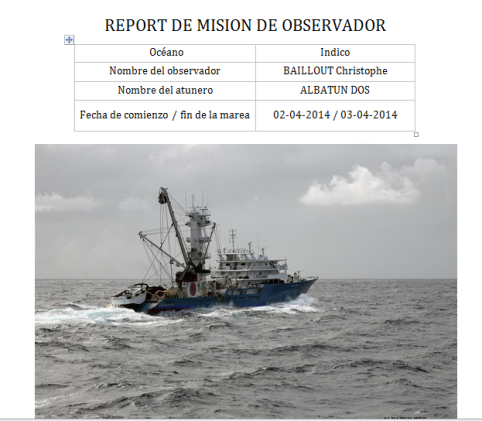 REPORT DE MISION DE OBSERVADOR
Océano Indico
Nombre del observador BAILLOUT Christophe
Nombre del atunero ALBATUN DOS
Fecha de comienzo / fin de la marea 02-04-2014 / 03-04-2014